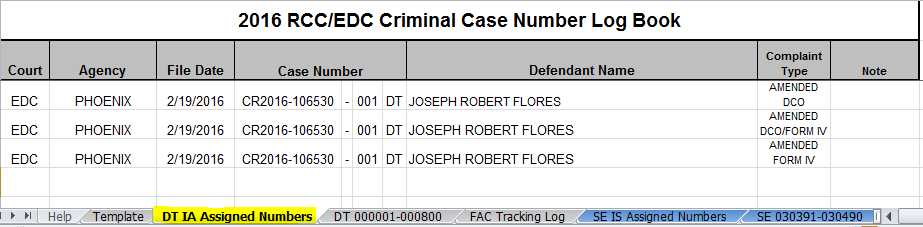 2016 RCC/EDC Criminal Case Number Log Book
Court Agency File Date Case Number Defendant Name Complaint Type Note
EDC PHOENIX 2/19/2016 CR2016-106530 - 001 DT JOSEPH ROBERT FLORES AMENDED DCO
EDC PHOENIX 2/19/2016 CR2016-106530 - 001 DT JOSEPH ROBERT FLORES AMENDED DCO/FORM IV
EDC PHOENIX 2/19/2016 CR2016-106530 - 001 DT JOSEPH ROBERT FLORES AMENDED FORM IV
Help Template DT IA Assigned Numbers DT 000001-000800 FAC Tracking Log SE IS Assigned Numbers SE 030391-030490